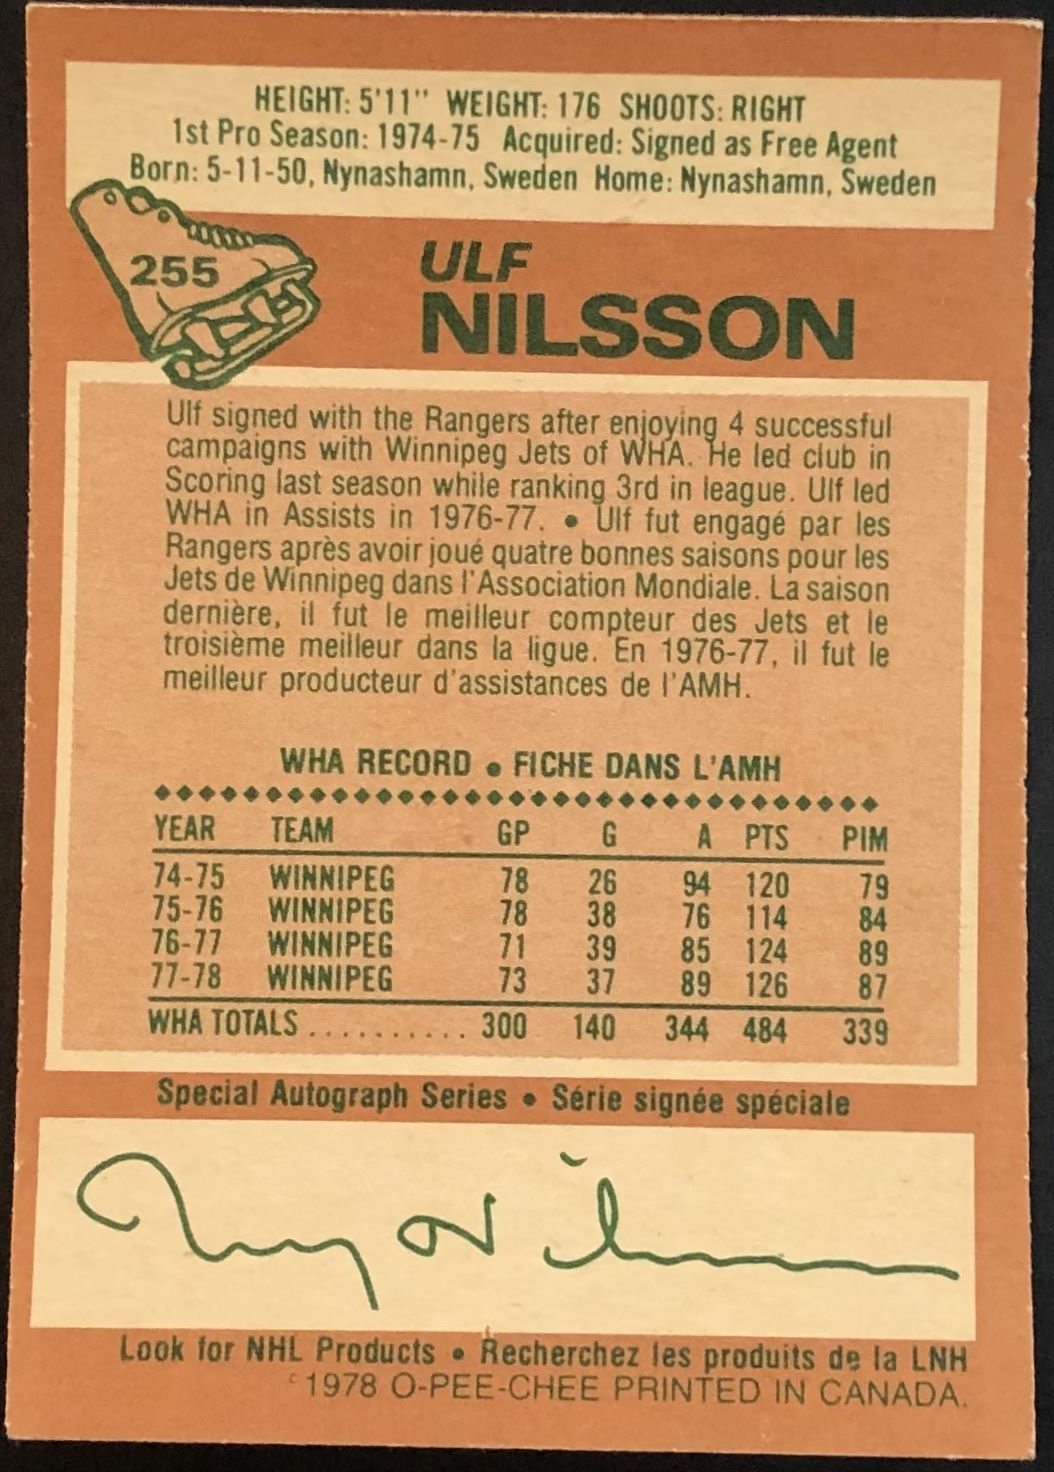 HEIGHT: 5'11" WEIGHT: 176 SHOOTS: RIGHT
1st Pro Season: 1974-75 Acquired: Signed as Free Agent
Born: 5-11-50, Nynashamn, Sweden Home: Nynashamn, Sweden
255
ULF
NILSSON
Ulf signed with the Rangers after enjoying 4 successful
campaigns with Winnipeg Jets of WHA. He led club in
Scoring last season while ranking 3rd in league. Ulf led
WHA in Assists in 1976-77. • Ulf fut engagé par les
Rangers après avoir joué quatre bonnes saisons pour les
Jets de Winnipeg dans l'Association Mondiale. La saison
dernière, il fut le meilleur compteur des Jets et le
troisième meilleur dans la ligue. En 1976-77, il fut le
meilleur producteur d'assistances de l'AMH.
WHA RECORD • FICHE DANS L'AMH
YEAR TEAM GP G A PTS PIM
74-75 WINNIPEG 78 26 94 120 79
75-76 WINNIPEG 78 38 76 114 84
76-77 WINNIPEG 71 39 85 124 89
77-78 WINNIPEG 73 37 89 126 87
WHA TOTALS .......... 300 140 344 484 339
Special Autograph Series • Série signée spéciale
Look for NHL Products • Recherchez les produits de la LNH
©1978 O-PEE-CHEE PRINTED IN CANADA.